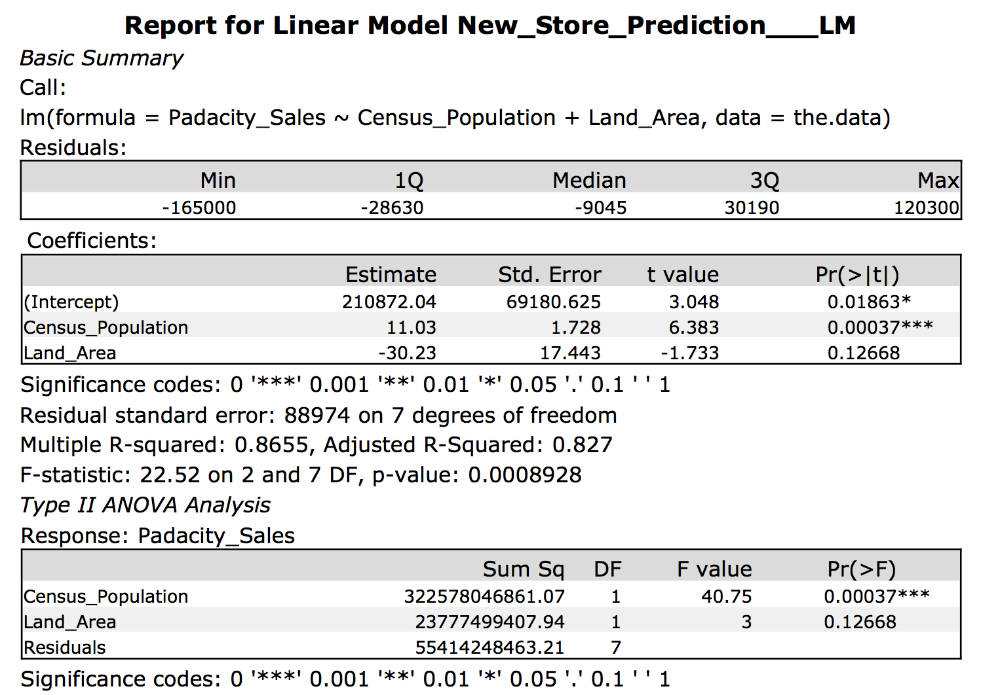 Report for Linear Model New_Store_Prediction___LM
Basic Summary
Call:
lm(formula = Padacity_Sales ~ Census_Population + Land_Area, data = the.data)
Residuals:
Min 1Q Median 3Q Max
-165000 -28630 -9045 30190 120300
Coefficients:
Estimate Std. Error t value Pr(>|t|)
(Intercept) 210872.04 69180.625 3.048 0.01863*
Census_Population 11.03 1.728 6.383 0.00037***
Land_Area -30.23 17.443 -1.733 0.12668
Significance codes: 0 '***' 0.001 '**' 0.01 '*' 0.05 '.' 0.1 ' ' 1
Residual standard error: 88974 on 7 degrees of freedom
Multiple R-squared: 0.8655, Adjusted R-Squared: 0.827
F-statistic: 22.52 on 2 and 7 DF, p-value: 0.0008928
Type II ANOVA Analysis
Response: Padacity_Sales
Sum Sq DF F value Pr(>F)
Census_Population 322578046861.07 1 40.75 0.00037***
Land_Area 23777499407.94 1 3 0.12668
Residuals 55414248463.21 7
Significance codes: 0 '***' 0.001 '**' 0.01 '*' 0.05 '.' 0.1 ' ' 1